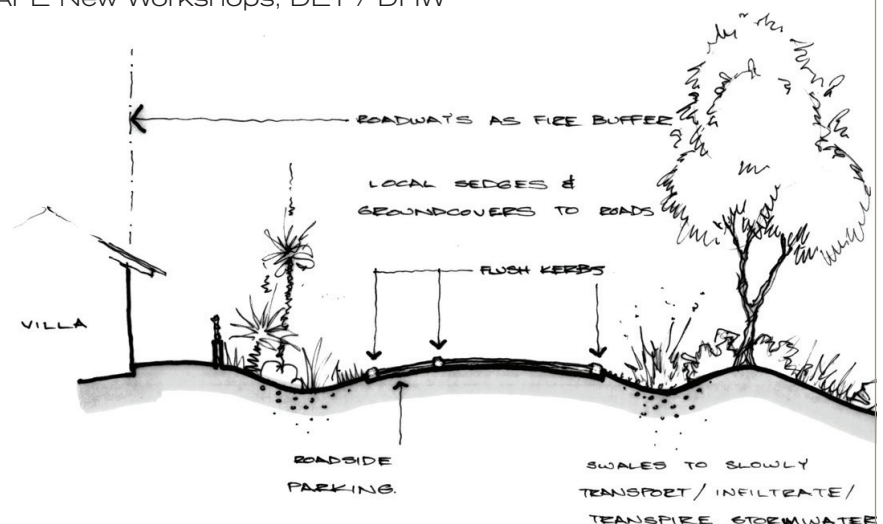 New Workshops, DET / DHW
ROADWAYS AS FIRE BUFFER
LOCAL SEDGES &
GROUNDCOVERS TO ROADS
FLUSH KERBS
VILLA
ROADSIDE
PARKING.
SWALES TO SLOWLY
TRANSPORT / INFILTRATE /
TRANSPIRE STORMWATER